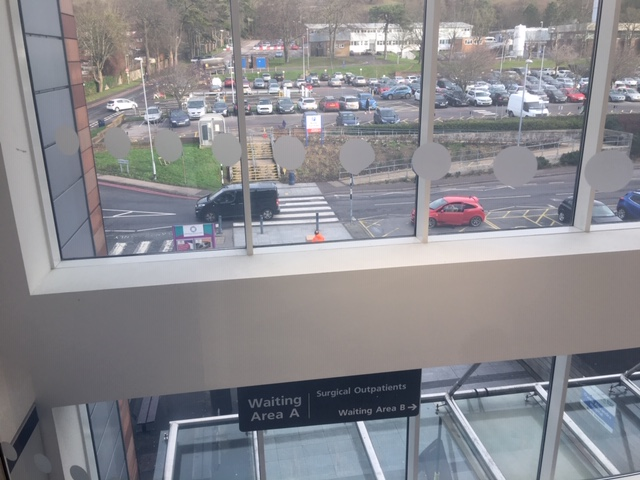 Waiting
Area A
Surgical Outpatients
Waiting Area B →